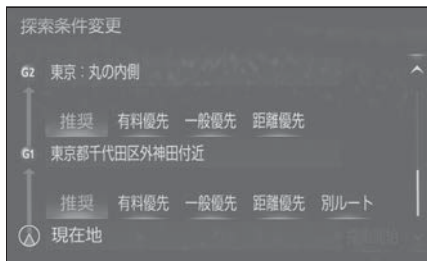 探索条件変更
G2 東京：丸の内側
推奨 有料優先 一般優先 距離優先
G1 東京都千代田区外神田付近
推奨 有料優先 一般優先 距離優先 別ルート
現在地